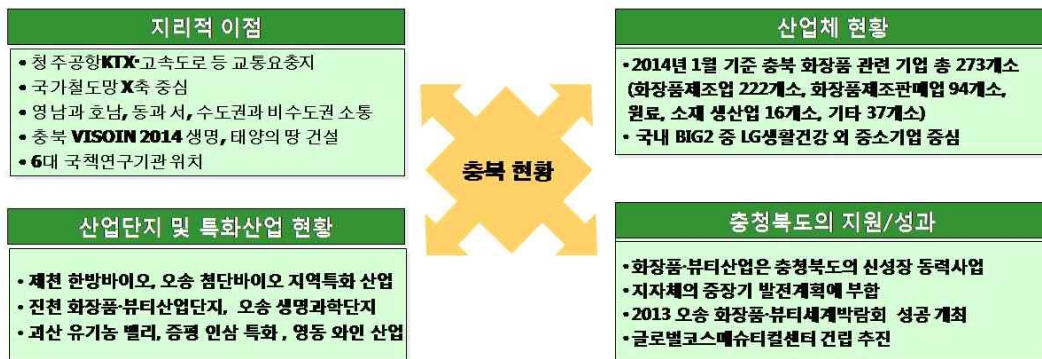 지리적 이점
• 청주공항KTX·고속도로 등 교통요충지
• 국가철도망 X축 중심
• 영남과 호남, 동과 서, 수도권과 비수도권 소통
• 충북 VISOIN 2014 생명, 태양의 땅 건설
• 6대 국책연구기관 위치
산업체 현황
• 2014년 1월 기준 충북 화장품 관련 기업 총 273개소
(화장품제조업 222개소, 화장품제조판매업 94개소,
원료, 소재 생산업 16개소, 기타 37개소)
• 국내 BIG2 중 LG생활건강 외 중소기업 중심
충북 현황
산업단지 및 특화산업 현황
• 제천 한방바이오, 오송 첨단바이오 지역특화 산업
• 진천 화장품·뷰티산업단지, 오송 생명과학단지
• 괴산 유기농 밸리, 증평 인삼 특화, 영동 와인 산업
충청북도의 지원/성과
• 화장품·뷰티산업은 충청북도의 신성장 동력사업
• 지자체의 중장기 발전계획에 부합
• 2013 오송 화장품·뷰티세계박람회 성공 개최
• 글로벌코스메슈티컬센터 건립 추진